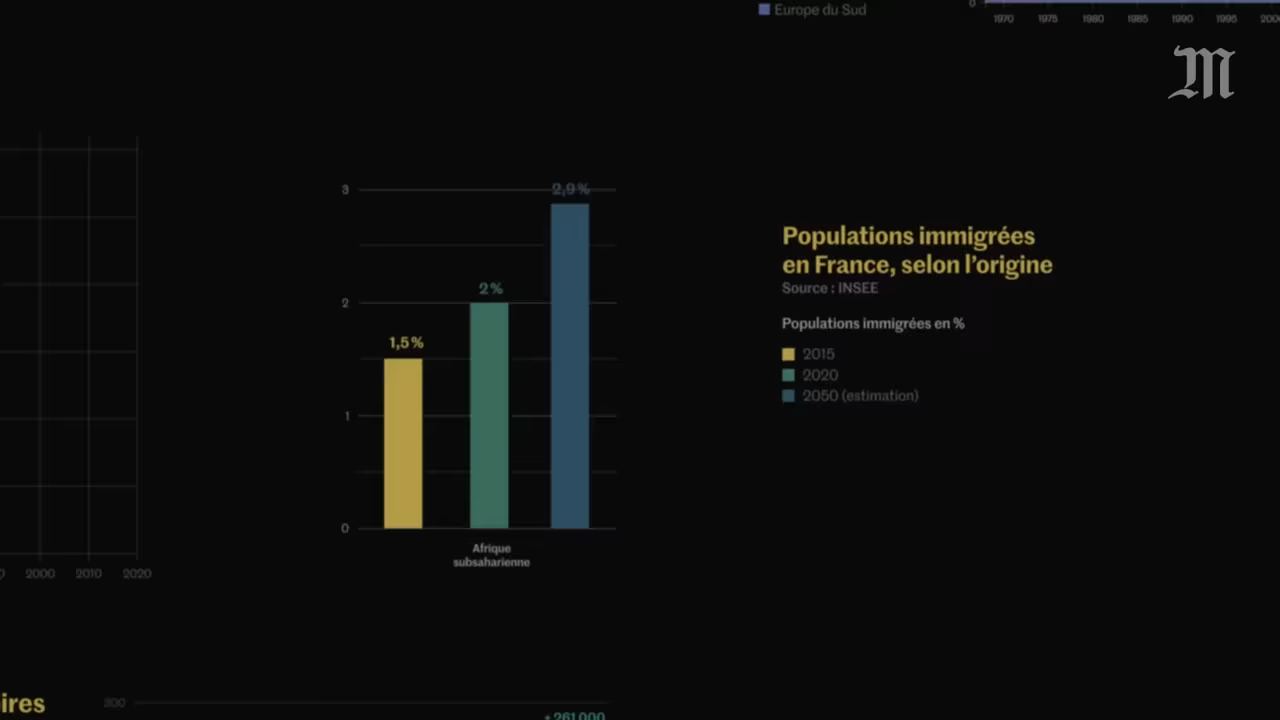 Europe du Sud
0
1970 1975 1980 1985 1990 1995
M
3
2,9 %
Populations immigrées
en France, selon l’origine
Source : INSEE
2 %
2
Populations immigrées en %
1,5 %
2015
2020
2050 (estimation)
1
0
Afrique
subsaharienne
2000 2010 2020
ires
300
+261 000